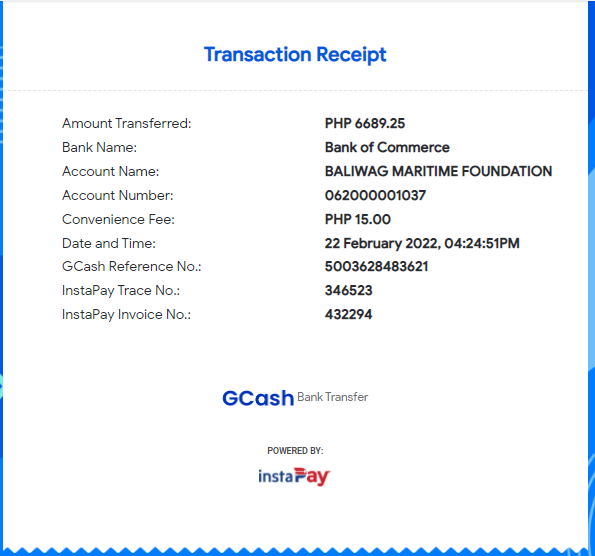 Transaction Receipt
Amount Transferred: PHP 6689.25
Bank Name: Bank of Commerce
Account Name: BALIWAG MARITIME FOUNDATION
Account Number: 062000001037
Convenience Fee: PHP 15.00
Date and Time: 22 February 2022, 04:24:51PM
GCash Reference No.: 5003628483621
InstaPay Trace No.: 346523
InstaPay Invoice No.: 432294
GCash Bank Transfer
POWERED BY:
instaPay